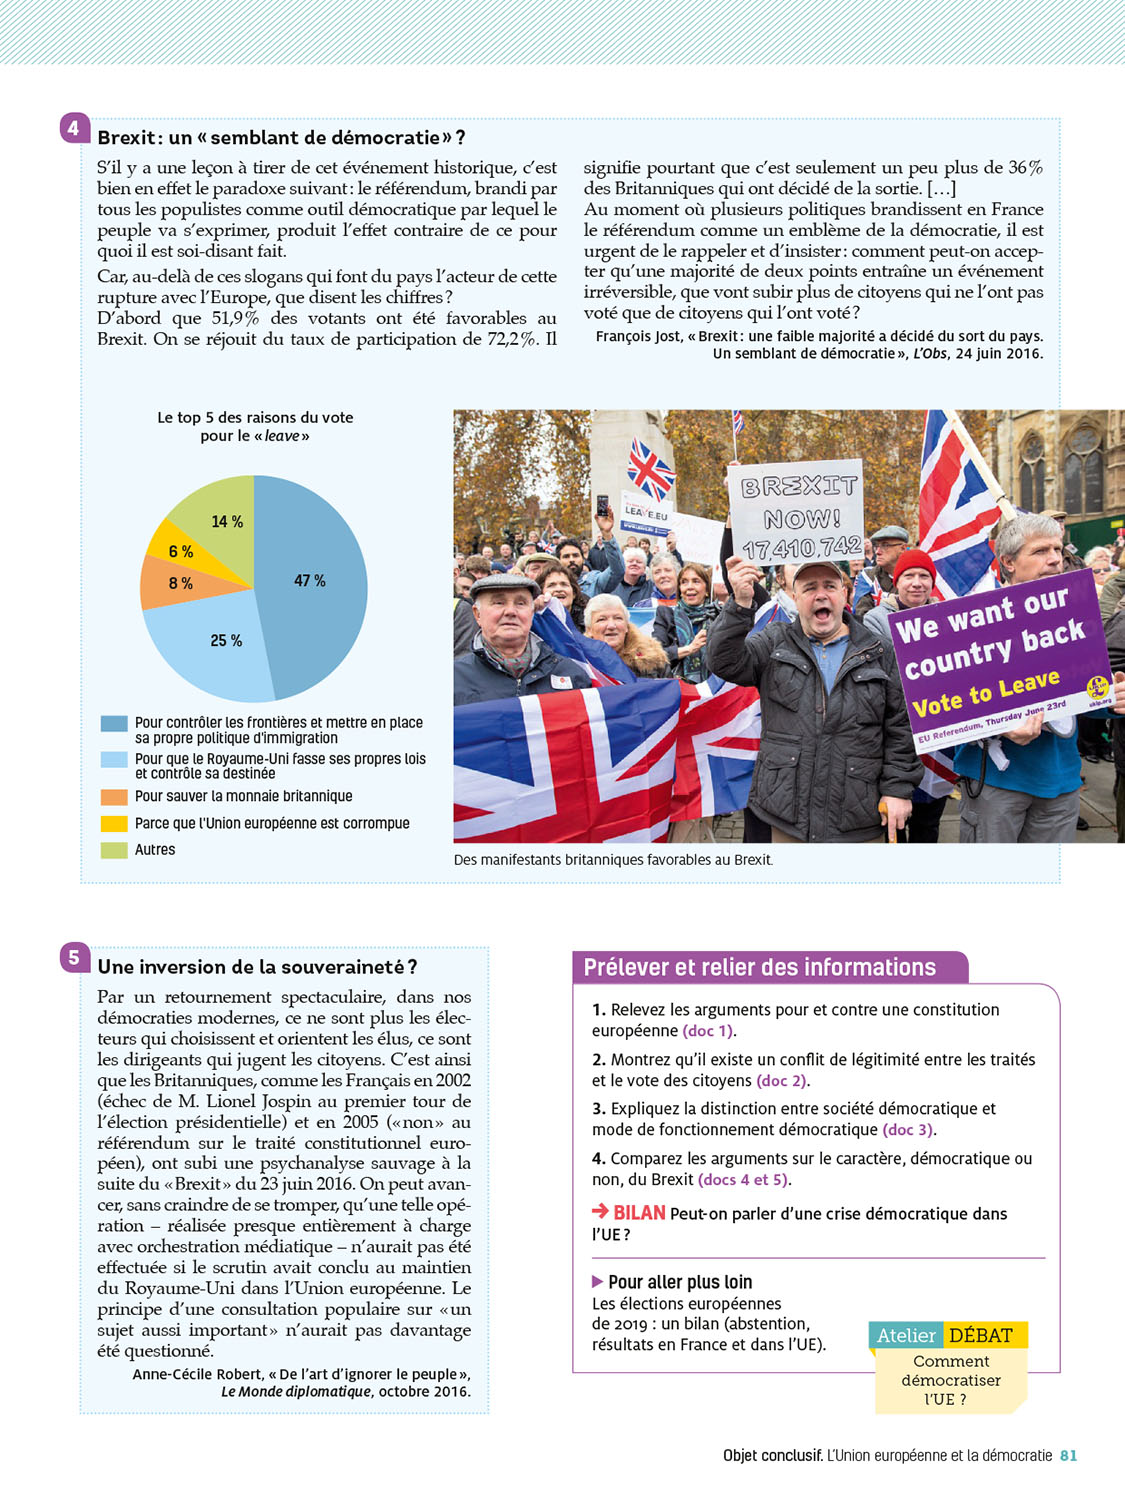 4
Brexit : un « semblant de démocratie » ?
S’il y a une leçon à tirer de cet événement historique, c’est
bien en effet le paradoxe suivant : le référendum, brandi par
tous les populistes comme outil démocratique par lequel le
peuple va s’exprimer, produit l’effet contraire de ce pour
quoi il est soi-disant fait.
Car, au-delà de ces slogans qui font du pays l’acteur de cette
rupture avec l’Europe, que disent les chiffres ?
D’abord que 51,9 % des votants ont été favorables au
Brexit. On se réjouit du taux de participation de 72,2 %. Il
signifie pourtant que c’est seulement un peu plus de 36 %
des Britanniques qui ont décidé de la sortie. […]
Au moment où plusieurs politiques brandissent en France
le référendum comme un emblème de la démocratie, il est
urgent de le rappeler et d’insister : comment peut-on accep-
ter qu’une majorité de deux points entraîne un événement
irréversible, que vont subir plus de citoyens qui ne l’ont pas
voté que de citoyens qui l’ont voté ?
François Jost, « Brexit : une faible majorité a décidé du sort du pays.
Un semblant de démocratie », L’Obs, 24 juin 2016.
Le top 5 des raisons du vote
pour le « leave »
14 %
6 %
8 %
47 %
25 %
Pour contrôler les frontières et mettre en place
sa propre politique d'immigration
Pour que le Royaume-Uni fasse ses propres lois
et contrôle sa destinée
Pour sauver la monnaie britannique
Parce que l'Union européenne est corrompue
Autres
LEAVE.EU
BREXIT
NOW!
17,410,742
We want our
country back
Vote to Leave
EU Referendum, Thursday June 23rd
ukip.org
Des manifestants britanniques favorables au Brexit.
5
Une inversion de la souveraineté ?
Par un retournement spectaculaire, dans nos
démocraties modernes, ce ne sont plus les élec-
teurs qui choisissent et orientent les élus, ce sont
les dirigeants qui jugent les citoyens. C’est ainsi
que les Britanniques, comme les Français en 2002
(échec de M. Lionel Jospin au premier tour de
l’élection présidentielle) et en 2005 (« non » au
référendum sur le traité constitutionnel euro-
péen), ont subi une psychanalyse sauvage à la
suite du « Brexit » du 23 juin 2016. On peut avan-
cer, sans craindre de se tromper, qu’une telle opé-
ration – réalisée presque entièrement à charge
avec orchestration médiatique – n’aurait pas été
effectuée si le scrutin avait conclu au maintien
du Royaume-Uni dans l’Union européenne. Le
principe d’une consultation populaire sur « un
sujet aussi important » n’aurait pas davantage
été questionné.
Anne-Cécile Robert, « De l’art d’ignorer le peuple »,
Le Monde diplomatique, octobre 2016.
Prélever et relier des informations
1. Relevez les arguments pour et contre une constitution
européenne (doc 1).
2. Montrez qu’il existe un conflit de légitimité entre les traités
et le vote des citoyens (doc 2).
3. Expliquez la distinction entre société démocratique et
mode de fonctionnement démocratique (doc 3).
4. Comparez les arguments sur le caractère, démocratique ou
non, du Brexit (docs 4 et 5).
→ BILAN Peut-on parler d’une crise démocratique dans
l’UE ?
▶ Pour aller plus loin
Les élections européennes
de 2019 : un bilan (abstention,
résultats en France et dans l’UE).
Atelier DÉBAT
Comment
démocratiser
l’UE ?
Objet conclusif. L’Union européenne et la démocratie 81